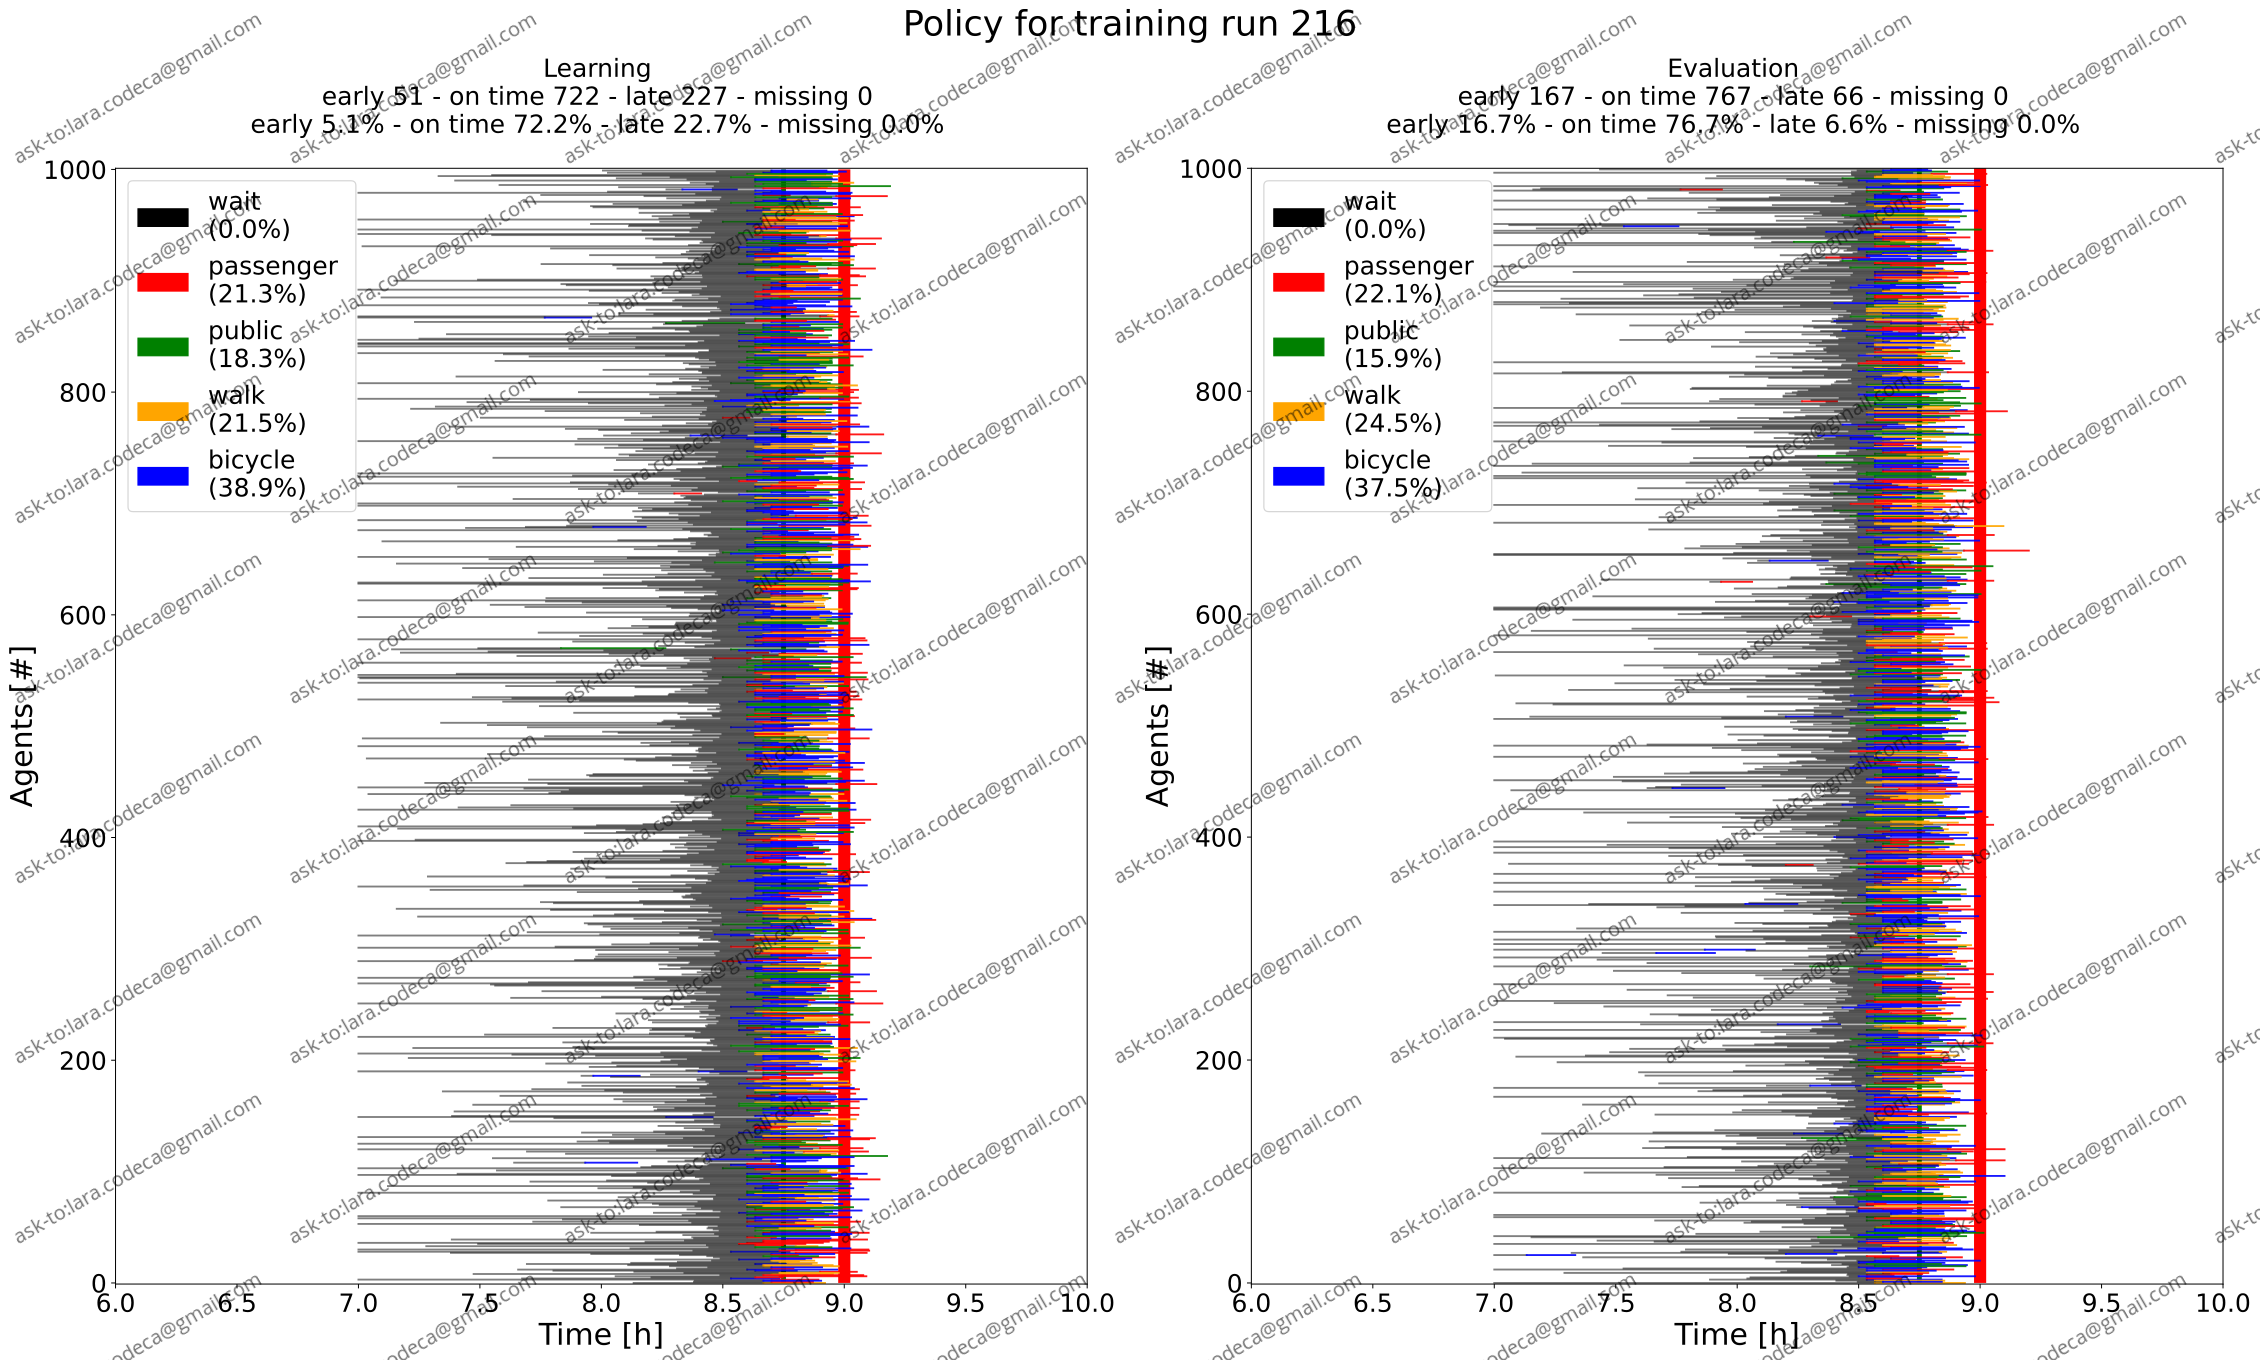 Policy for training run 216
Learning
early 51 - on time 722 - late 227 - missing 0
early 5.1% - on time 72.2% - late 22.7% - missing 0.0%
Evaluation
early 167 - on time 767 - late 66 - missing 0
early 16.7% - on time 76.7% - late 6.6% - missing 0.0%
wait
(0.0%)
passenger
(21.3%)
public
(18.3%)
walk
(21.5%)
bicycle
(38.9%)
Agents [#]
1000
800
600
400
200
0
6.0 6.5 7.0 7.5 8.0 8.5 9.0 9.5 10.0
Time [h]
wait
(0.0%)
passenger
(22.1%)
public
(15.9%)
walk
(24.5%)
bicycle
(37.5%)
Agents [#]
1000
800
600
400
200
0
6.0 6.5 7.0 7.5 8.0 8.5 9.0 9.5 10.0
Time [h]
ask-to:lara.codeca@gmail.com